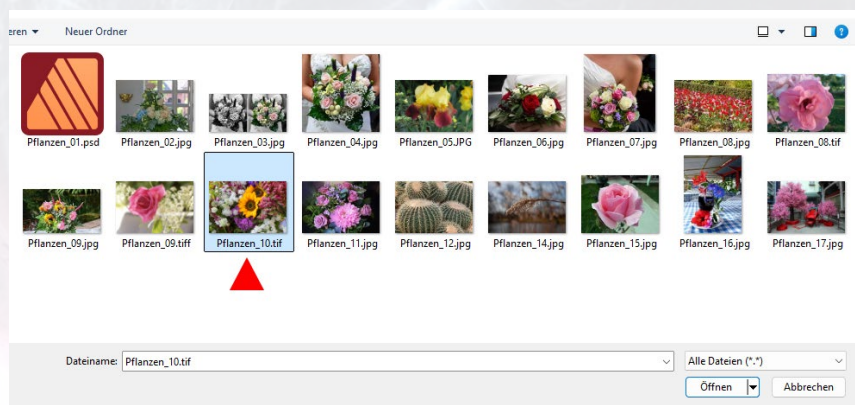 eren Neuer Ordner
Pflanzen_01.psd Pflanzen_02.jpg Pflanzen_03.jpg Pflanzen_04.jpg Pflanzen_05.JPG Pflanzen_06.jpg Pflanzen_07.jpg Pflanzen_08.jpg Pflanzen_08.tif
Pflanzen_09.jpg Pflanzen_09.tiff Pflanzen_10.tif Pflanzen_11.jpg Pflanzen_12.jpg Pflanzen_14.jpg Pflanzen_15.jpg Pflanzen_16.jpg Pflanzen_17.jpg
Dateiname: Pflanzen_10.tif Alle Dateien (*.*)
Öffnen Abbrechen